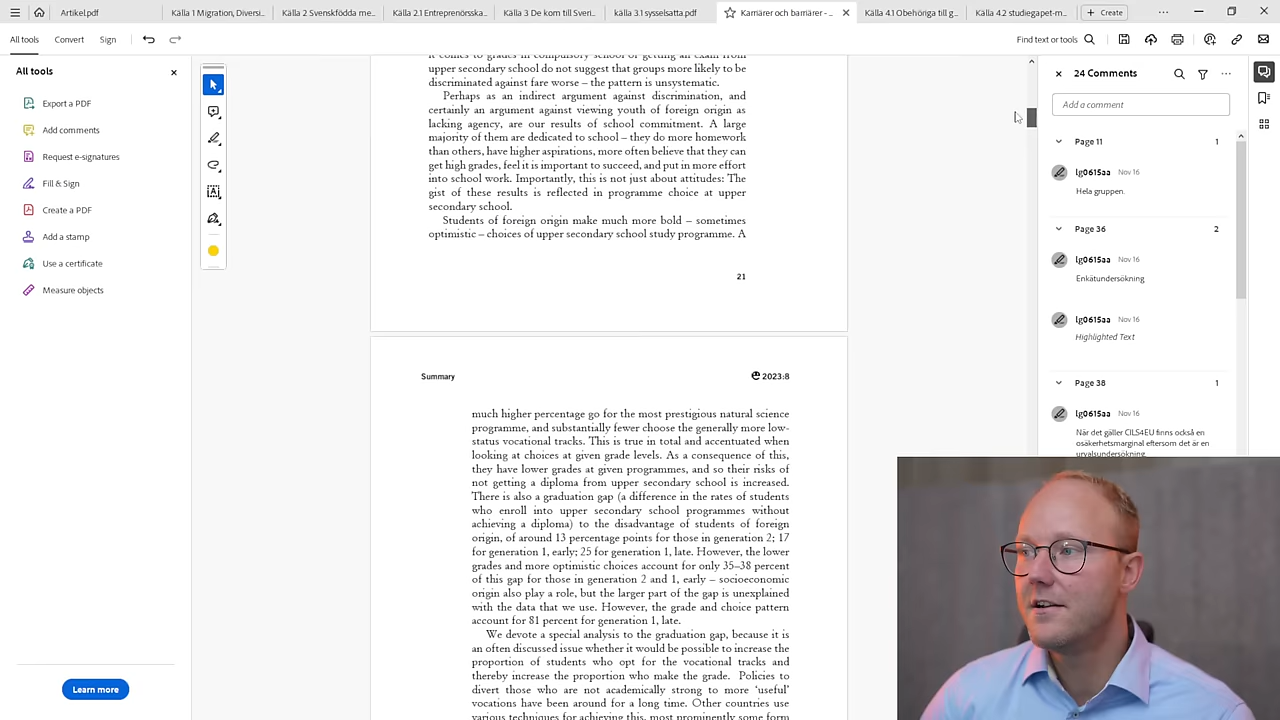 Artikel.pdf
Källa 1 Migration, Diversi...
Källa 2 Svenskfödda me...
Källa 2.1 Entreprenörsska...
Källa 3 De kom till Sveri...
källa 3.1 sysselsatta.pdf
Karriärer och barriärer - ...
Källa 4.1 Obehöriga till g...
Källa 4.2 studiegapet-m...
Create
All tools
Convert
Sign
Find text or tools
All tools
Export a PDF
Add comments
Request e-signatures
Fill & Sign
Create a PDF
Add a stamp
Use a certificate
Measure objects
Learn more
it comes to grades in compulsory school or getting an exam from
upper secondary school do not suggest that groups more likely to be
discriminated against fare worse – the pattern is unsystematic.
Perhaps as an indirect argument against discrimination, and
certainly an argument against viewing youth of foreign origin as
lacking agency, are our results of school commitment. A large
majority of them are dedicated to school – they do more homework
than others, have higher aspirations, more often believe that they can
get high grades, feel it is important to succeed, and put in more effort
into school work. Importantly, this is not just about attitudes: The
gist of these results is reflected in programme choice at upper
secondary school.
Students of foreign origin make much more bold – sometimes
optimistic – choices of upper secondary school study programme. A
21
Summary
2023:8
much higher percentage go for the most prestigious natural science
programme, and substantially fewer choose the generally more low-
status vocational tracks. This is true in total and accentuated when
looking at choices at given grade levels. As a consequence of this,
they have lower grades at given programmes, and so their risks of
not getting a diploma from upper secondary school is increased.
There is also a graduation gap (a difference in the rates of students
who enroll into upper secondary school programmes without
achieving a diploma) to the disadvantage of students of foreign
origin, of around 13 percentage points for those in generation 2; 17
for generation 1, early; 25 for generation 1, late. However, the lower
grades and more optimistic choices account for only 35–38 percent
of this gap for those in generation 2 and 1, early – socioeconomic
origin also play a role, but the larger part of the gap is unexplained
with the data that we use. However, the grade and choice pattern
account for 81 percent for generation 1, late.
We devote a special analysis to the graduation gap, because it is
an often discussed issue whether it would be possible to increase the
proportion of students who opt for the vocational tracks and
thereby increase the proportion who make the grade. Policies to
divert those who are not academically strong to more ‘useful’
vocations have been around for a long time. Other countries use
various techniques for achieving this, most prominently some form
24 Comments
Add a comment
Page 11
1
lg0615aa Nov 16
Hela gruppen.
Page 36
2
lg0615aa Nov 16
Enkätundersökning
lg0615aa Nov 16
Highlighted Text
Page 38
1
lg0615aa Nov 16
När det gäller CILS4EU finns också en
osäkerhetsmarginal eftersom det är en
urvalsundersökning.